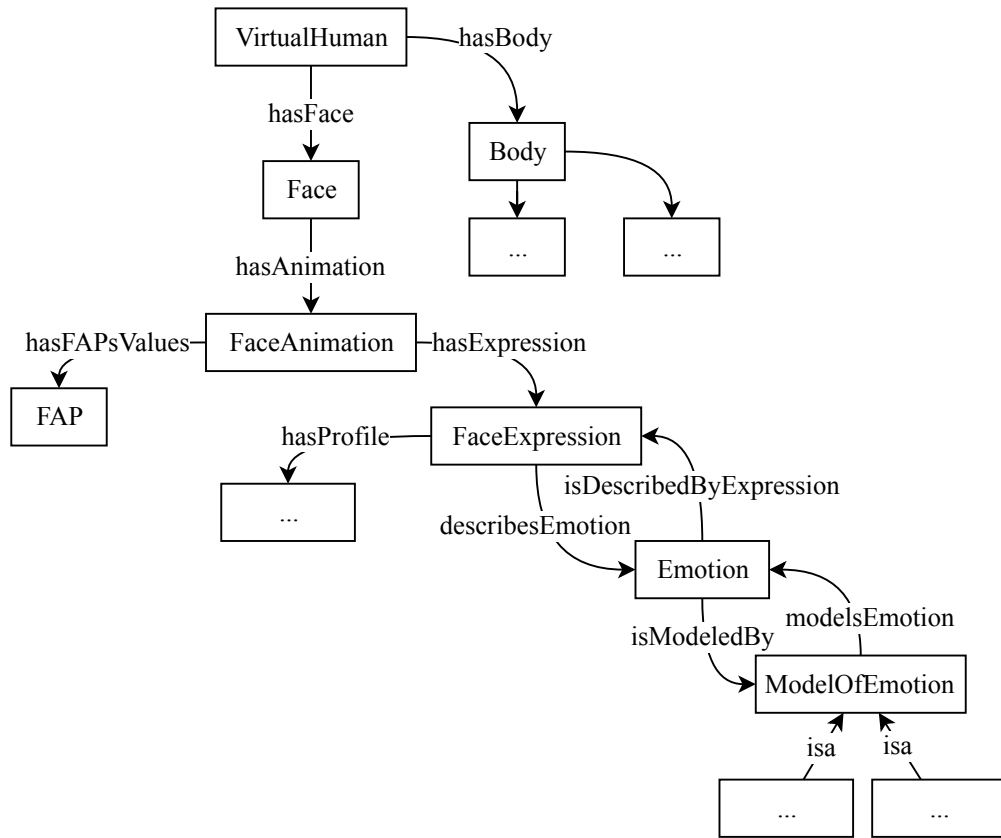 VirtualHuman
hasBody
hasFace
Body
Face
...
...
hasAnimation
hasFAPsValues
FaceAnimation
hasExpression
FAP
hasProfile
FaceExpression
...
isDescribedByExpression
describesEmotion
Emotion
modelsEmotion
isModeledBy
ModelOfEmotion
isa
isa
...
...